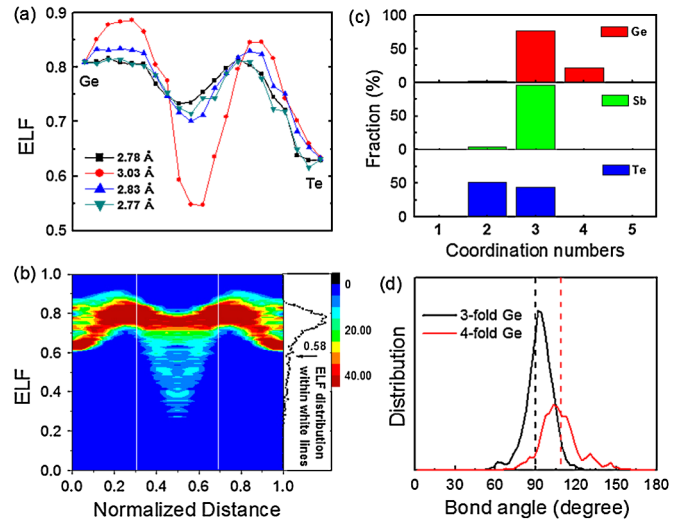 (a)
0.9
0.8
0.7
0.6
0.5
ELF
Ge
Te
2.78 Å
3.03 Å
2.83 Å
2.77 Å
(c)
100
50
0
50
0
50
0
Fraction (%)
Ge
Sb
Te
1 2 3 4 5
Coordination numbers
(b)
1.0
0.8
0.6
0.4
0.2
0.0
ELF
0.0 0.2 0.4 0.6 0.8 1.0
Normalized Distance
0.58
ELF distribution
within white lines
0
20.00
40.00
(d)
3-fold Ge
4-fold Ge
Distribution
0 30 60 90 120 150 180
Bond angle (degree)